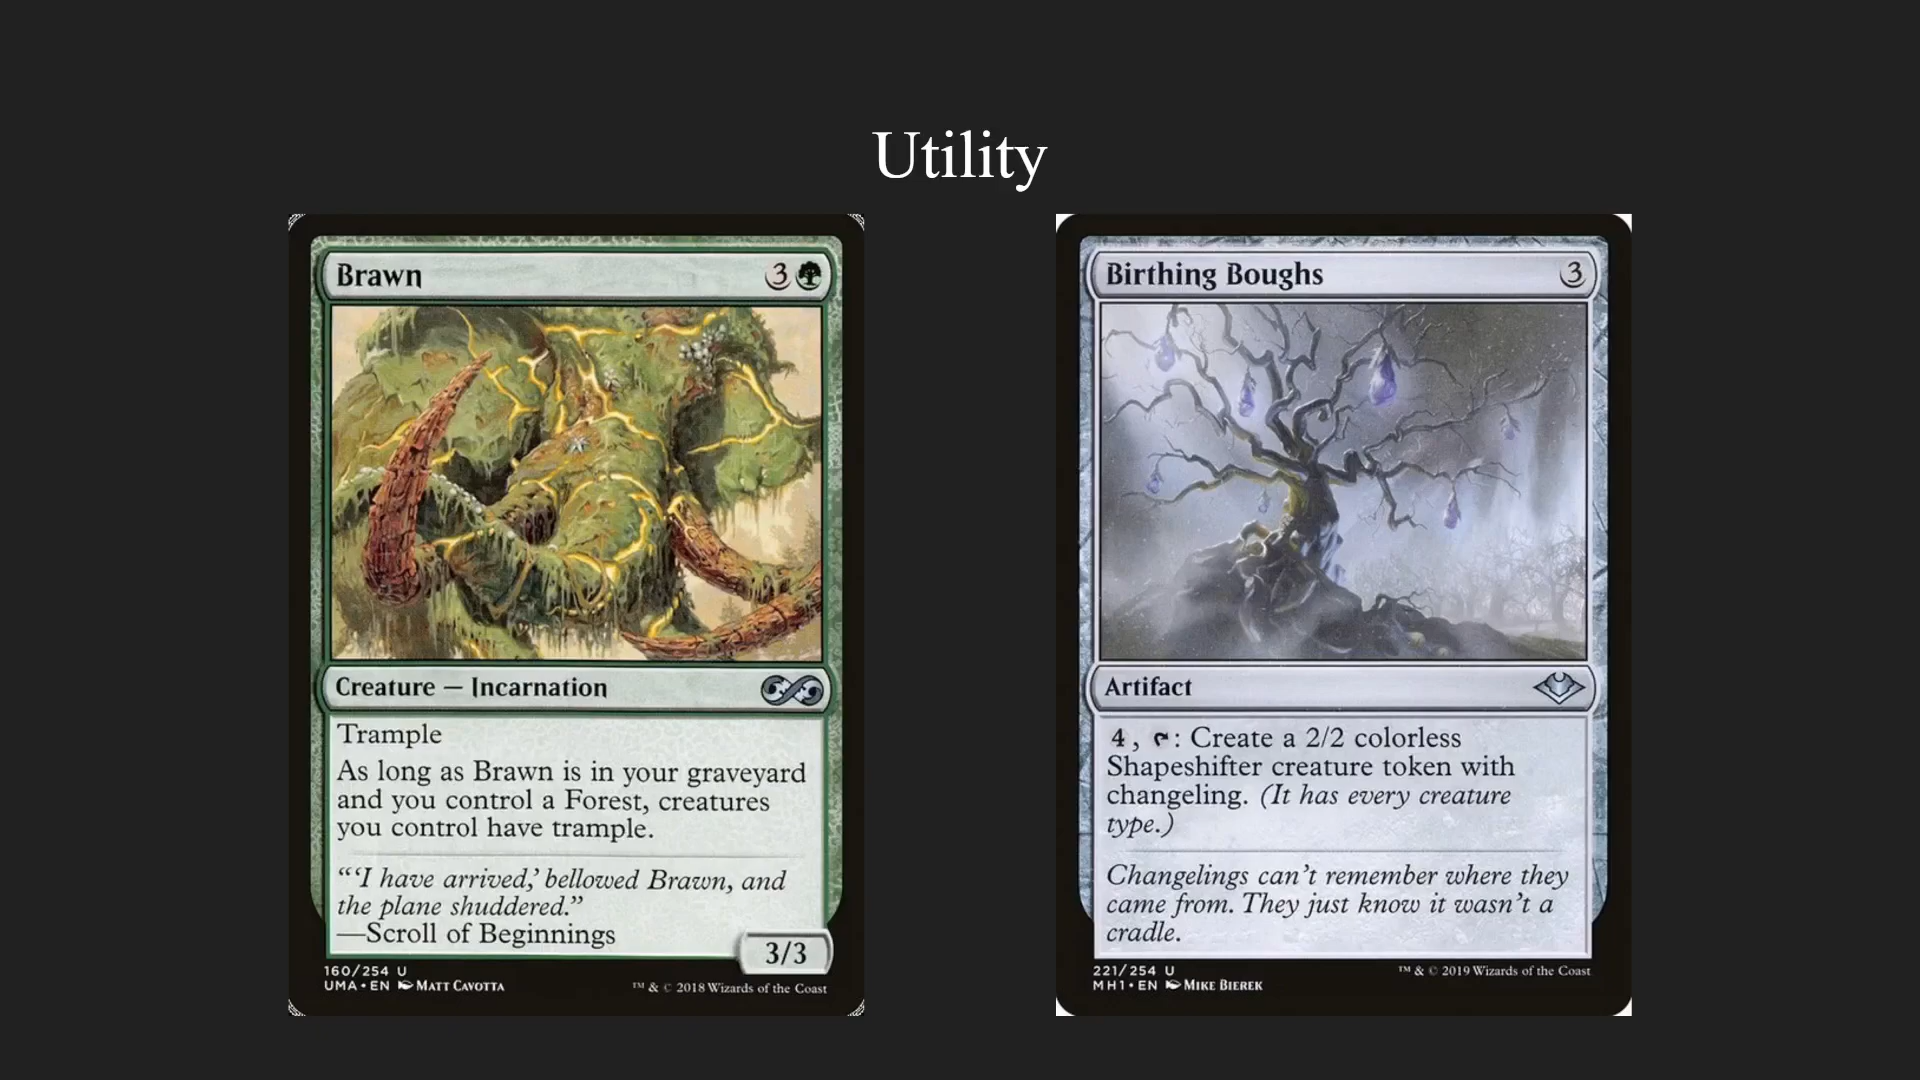 Utility
Brawn 3
Creature — Incarnation
Trample
As long as Brawn is in your graveyard
and you control a Forest, creatures
you control have trample.
“‘I have arrived,’ bellowed Brawn, and
the plane shuddered.”
—Scroll of Beginnings
3/3
160/254 U
UMA • EN Matt Cavotta
™ & © 2018 Wizards of the Coast
Birthing Boughs 3
Artifact
4, : Create a 2/2 colorless
Shapeshifter creature token with
changeling. (It has every creature
type.)
Changelings can’t remember where they
came from. They just know it wasn’t a
cradle.
221/254 U
MH1 • EN Mike Bierek
™ & © 2019 Wizards of the Coast